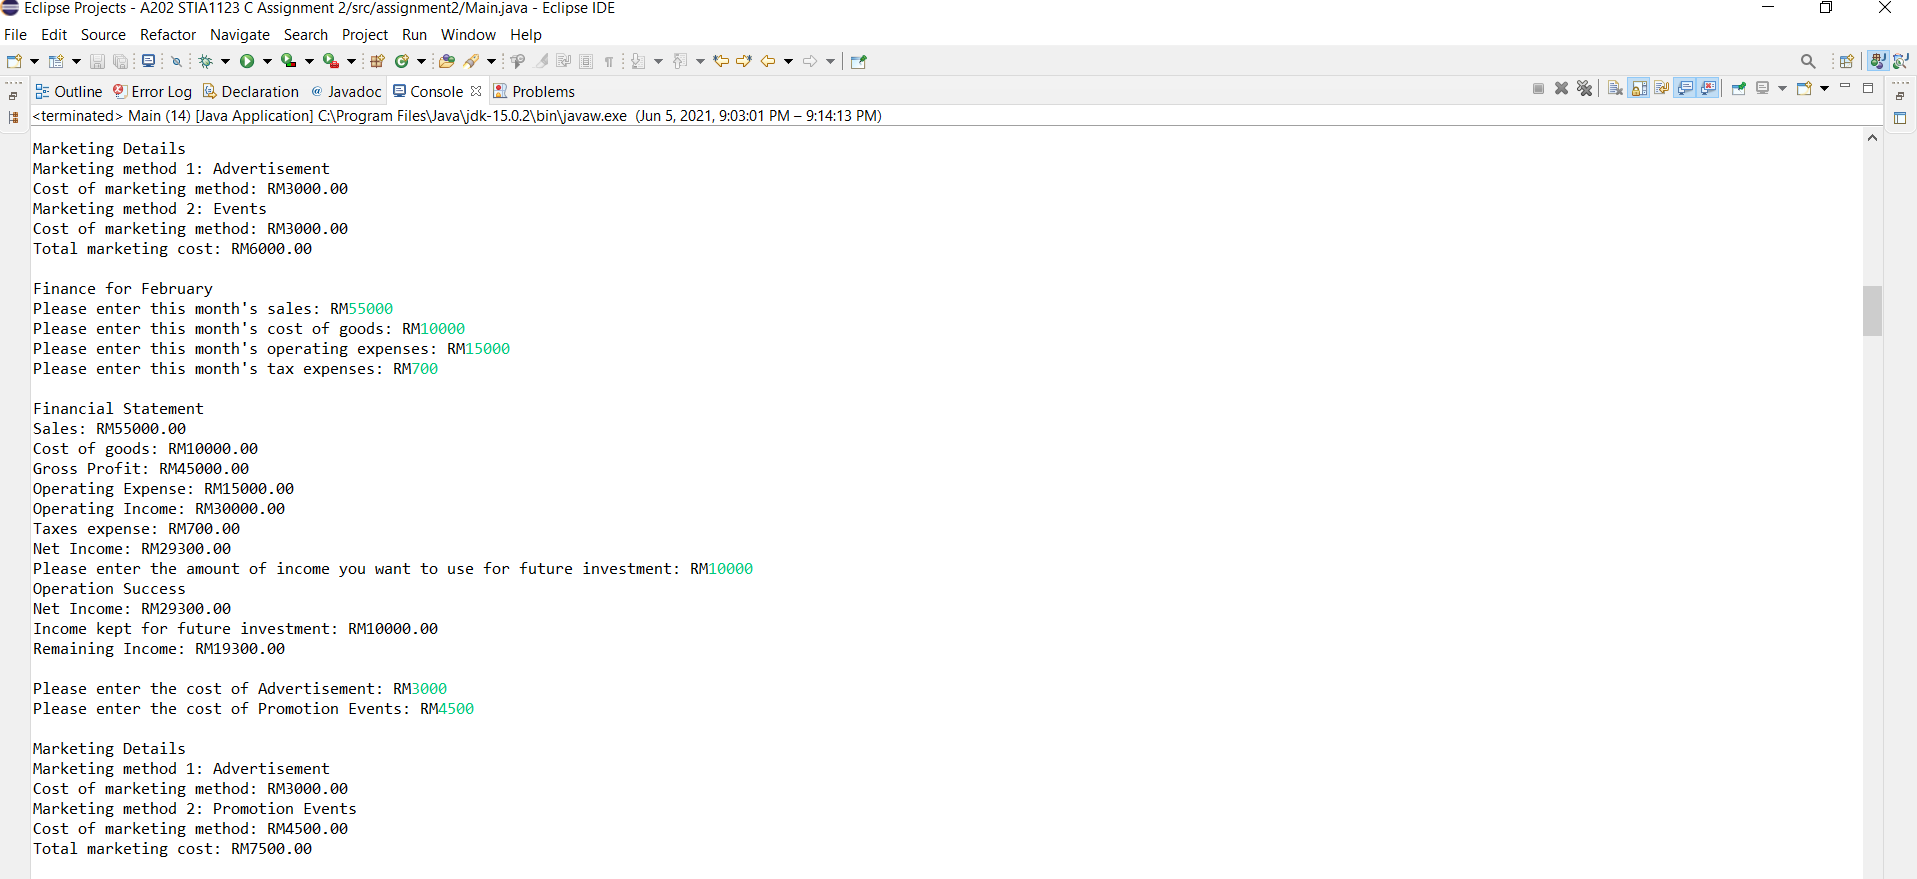 Eclipse Projects - A202 STIA1123 C Assignment 2/src/assignment2/Main.java - Eclipse IDE
File Edit Source Refactor Navigate Search Project Run Window Help
Outline Error Log Declaration @ Javadoc Console Problems
<terminated> Main (14) [Java Application] C:\Program Files\Java\jdk-15.0.2\bin\javaw.exe (Jun 5, 2021, 9:03:01 PM – 9:14:13 PM)
Marketing Details
Marketing method 1: Advertisement
Cost of marketing method: RM3000.00
Marketing method 2: Events
Cost of marketing method: RM3000.00
Total marketing cost: RM6000.00
Finance for February
Please enter this month's sales: RM55000
Please enter this month's cost of goods: RM10000
Please enter this month's operating expenses: RM15000
Please enter this month's tax expenses: RM700
Financial Statement
Sales: RM55000.00
Cost of goods: RM10000.00
Gross Profit: RM45000.00
Operating Expense: RM15000.00
Operating Income: RM30000.00
Taxes expense: RM700.00
Net Income: RM29300.00
Please enter the amount of income you want to use for future investment: RM10000
Operation Success
Net Income: RM29300.00
Income kept for future investment: RM10000.00
Remaining Income: RM19300.00
Please enter the cost of Advertisement: RM3000
Please enter the cost of Promotion Events: RM4500
Marketing Details
Marketing method 1: Advertisement
Cost of marketing method: RM3000.00
Marketing method 2: Promotion Events
Cost of marketing method: RM4500.00
Total marketing cost: RM7500.00